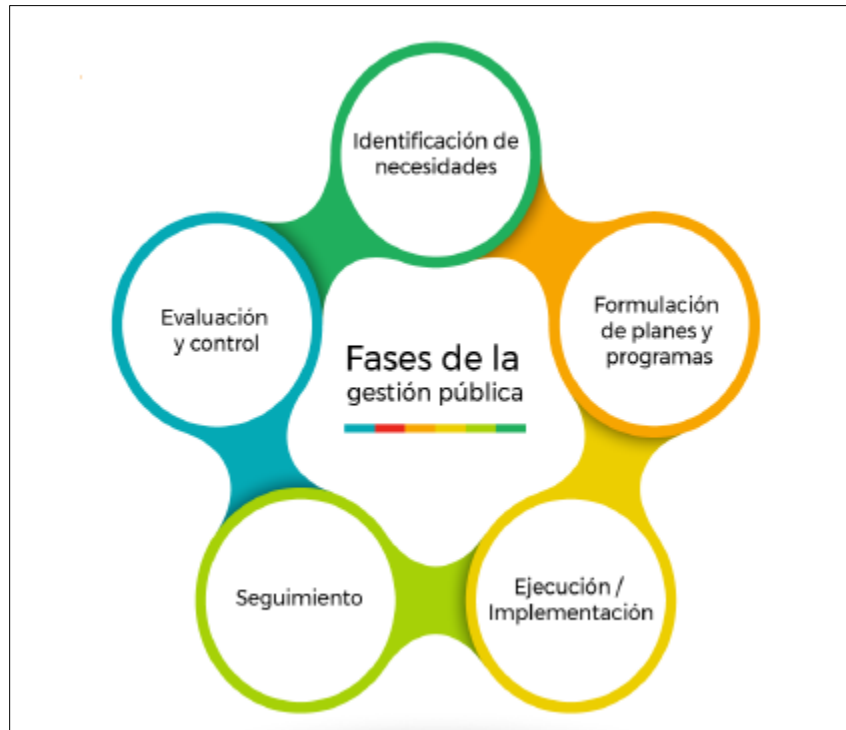 Identificación de
necesidades
Formulación
de planes y
programas
Ejecución /
Implementación
Seguimiento
Evaluación
y control
Fases de la
gestión pública